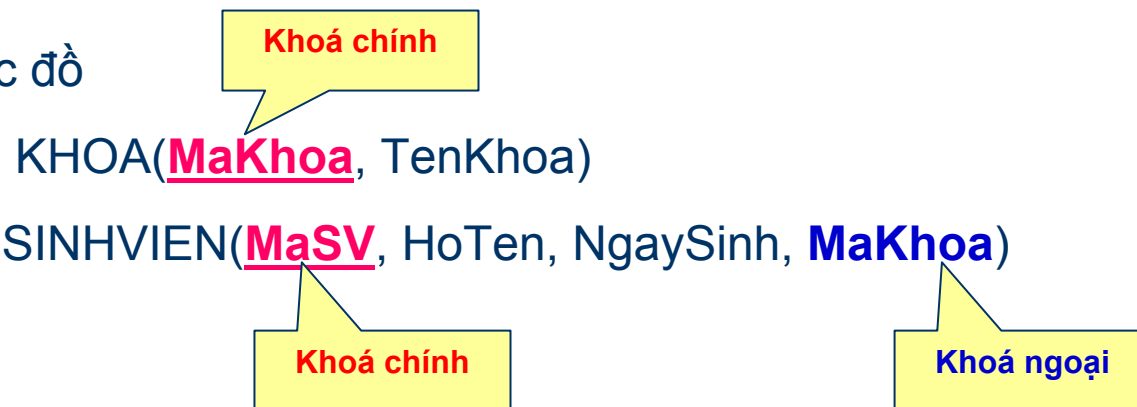 Khoá chính
c đồ
KHOA(MaKhoa, TenKhoa)
SINHVIEN(MaSV, HoTen, NgaySinh, MaKhoa)
Khoá chính
Khoá ngoại